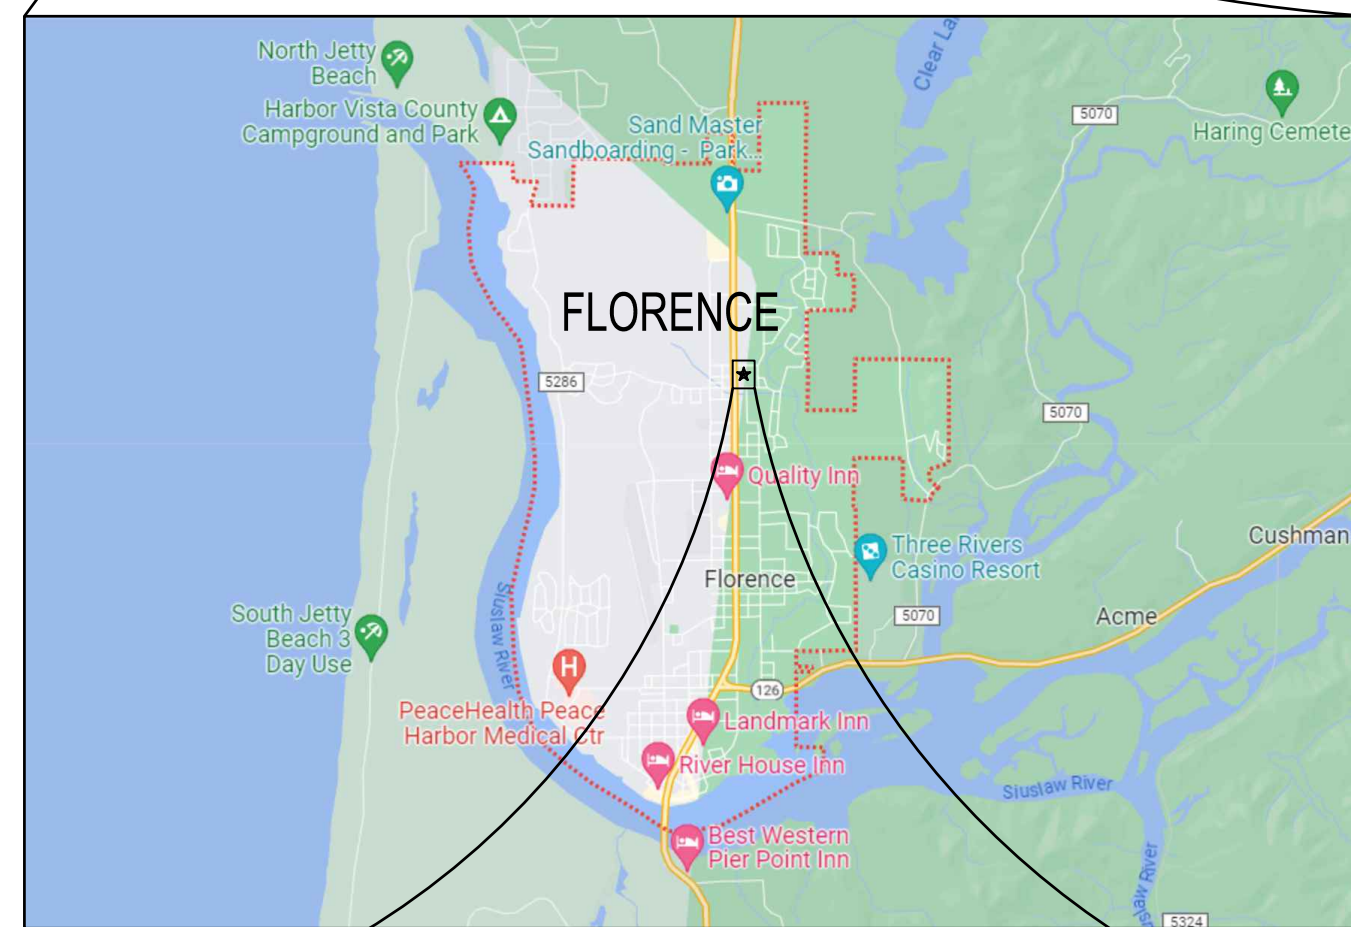 North Jetty
Beach
Harbor Vista County
Campground and Park
Sand Master
Sandboarding - Park...
Clear La
5070
Haring Cemete
FLORENCE
5286
5070
Quality Inn
Three Rivers
Casino Resort
Cushman
Florence
5070
Acme
South Jetty
Beach 3
Day Use
Siuslaw River
H
PeaceHealth Peace
Harbor Medical Ctr
126
Landmark Inn
River House Inn
Siuslaw River
Best Western
Pier Point Inn
slaw River
5324